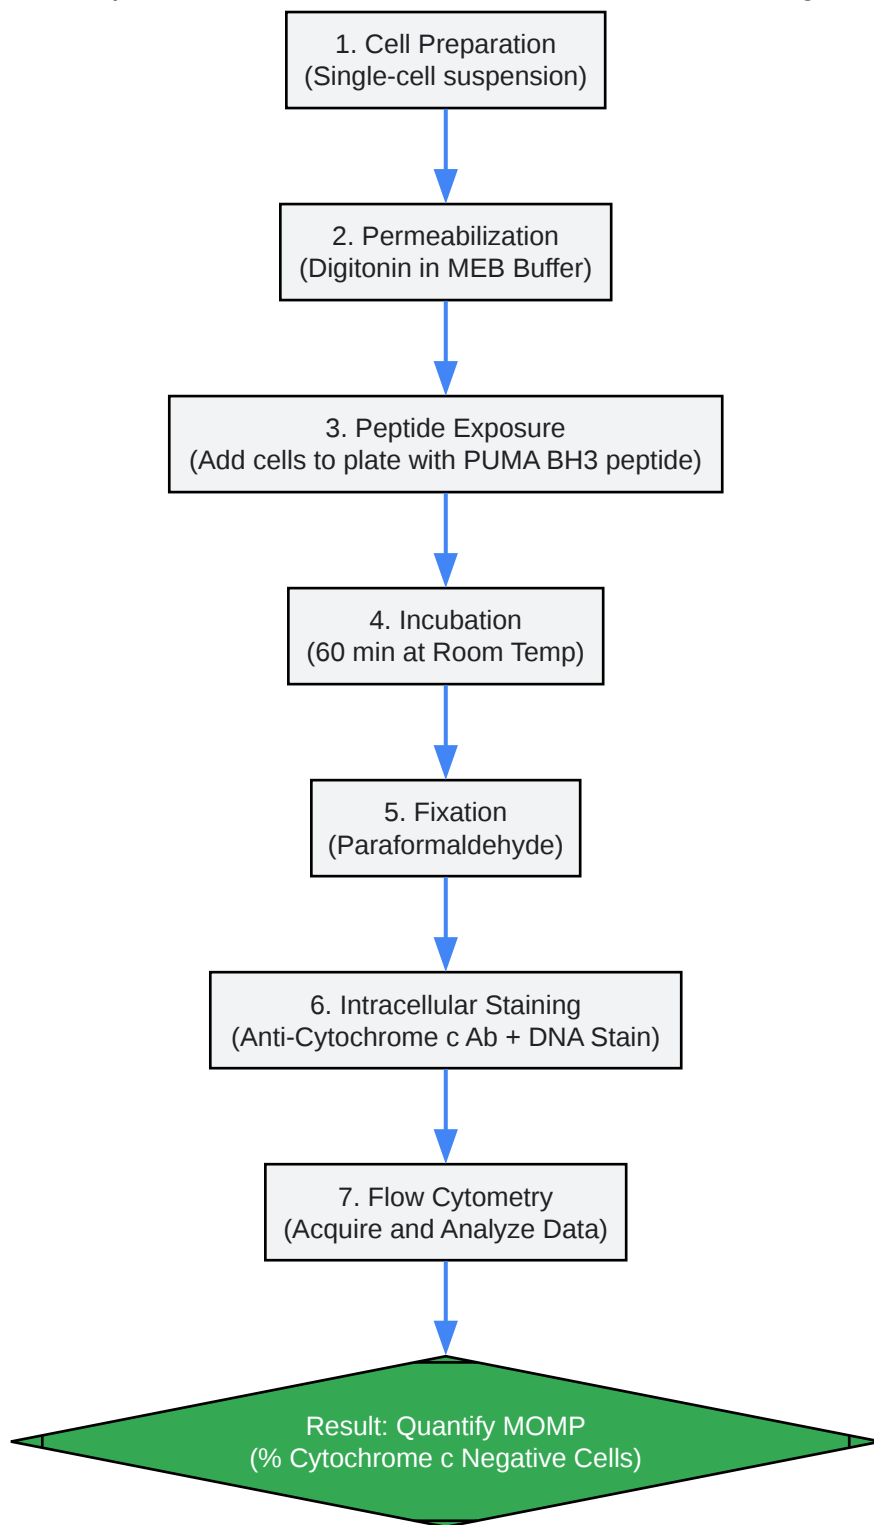 1. Cell Preparation
(Single-cell suspension)
2. Permeabilization
(Digitonin in MEB Buffer)
3. Peptide Exposure
(Add cells to plate with PUMA BH3 peptide)
4. Incubation
(60 min at Room Temp)
5. Fixation
(Paraformaldehyde)
6. Intracellular Staining
(Anti-Cytochrome c Ab + DNA Stain)
7. Flow Cytometry
(Acquire and Analyze Data)
Result: Quantify MOMP
(% Cytochrome c Negative Cells)